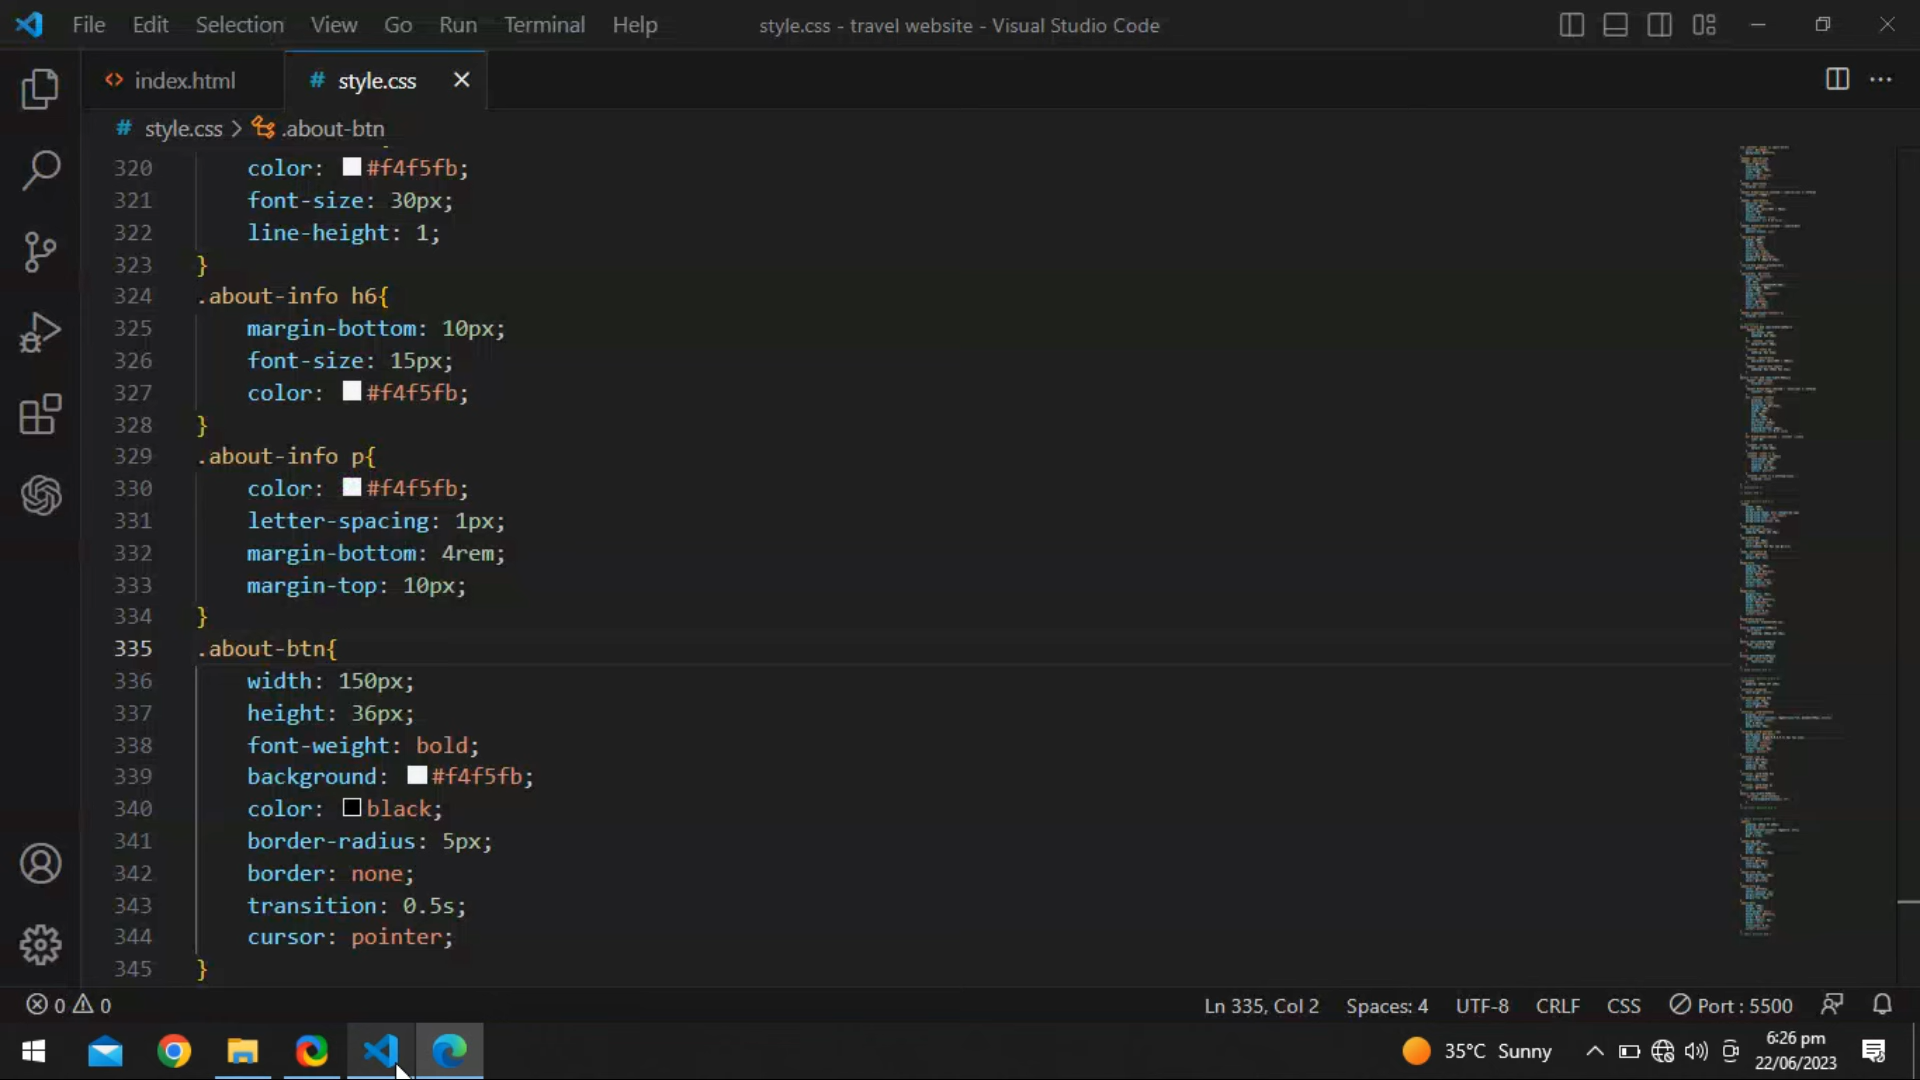 File Edit Selection View Go Run Terminal Help style.css - travel website - Visual Studio Code
<> index.html # style.css
# style.css > .about-btn
320 color: #f4f5fb;
321 font-size: 30px;
322 line-height: 1;
323 }
324 .about-info h6{
325 margin-bottom: 10px;
326 font-size: 15px;
327 color: #f4f5fb;
328 }
329 .about-info p{
330 color: #f4f5fb;
331 letter-spacing: 1px;
332 margin-bottom: 4rem;
333 margin-top: 10px;
334 }
335 .about-btn{
336 width: 150px;
337 height: 36px;
338 font-weight: bold;
339 background: #f4f5fb;
340 color: black;
341 border-radius: 5px;
342 border: none;
343 transition: 0.5s;
344 cursor: pointer;
345 }
0 0 Ln 335, Col 2 Spaces: 4 UTF-8 CRLF CSS Port : 5500
35°C Sunny 6:26 pm
22/06/2023